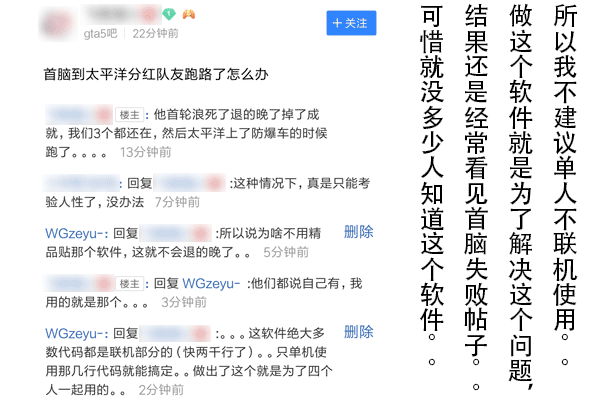 gta5吧 | 22分钟前
+ 关注
首脑到太平洋分红队友跑路了怎么办
楼主 : 他首轮浪死了退的晚了掉了成
就，我们3个都还在，然后太平洋上了防爆车的时候
跑了。。。。 13分钟前
: 回复 :这种情况下，真是只能考
验人性了，没办法 7分钟前
WGzeyu-: 回复 :所以说为啥不用精 删除
品贴那个软件，这就不会退的晚了。。 5分钟前
楼主 : 回复 WGzeyu- :他们都说自己有，我
用的就是那个。。。 3分钟前
WGzeyu-: 回复 :。。。这软件绝大多 删除
数代码都是联机部分的（快两千行了）。。只单机使
用那几行代码就能搞定。。做出了这个就是为了四个
人一起用的。。 2分钟前
所以我不建议单人不联机使用。。
做这个软件就是为了解决这个问题，
结果还是经常看见首脑失败帖子。。
可惜就没多少人知道这个软件。。